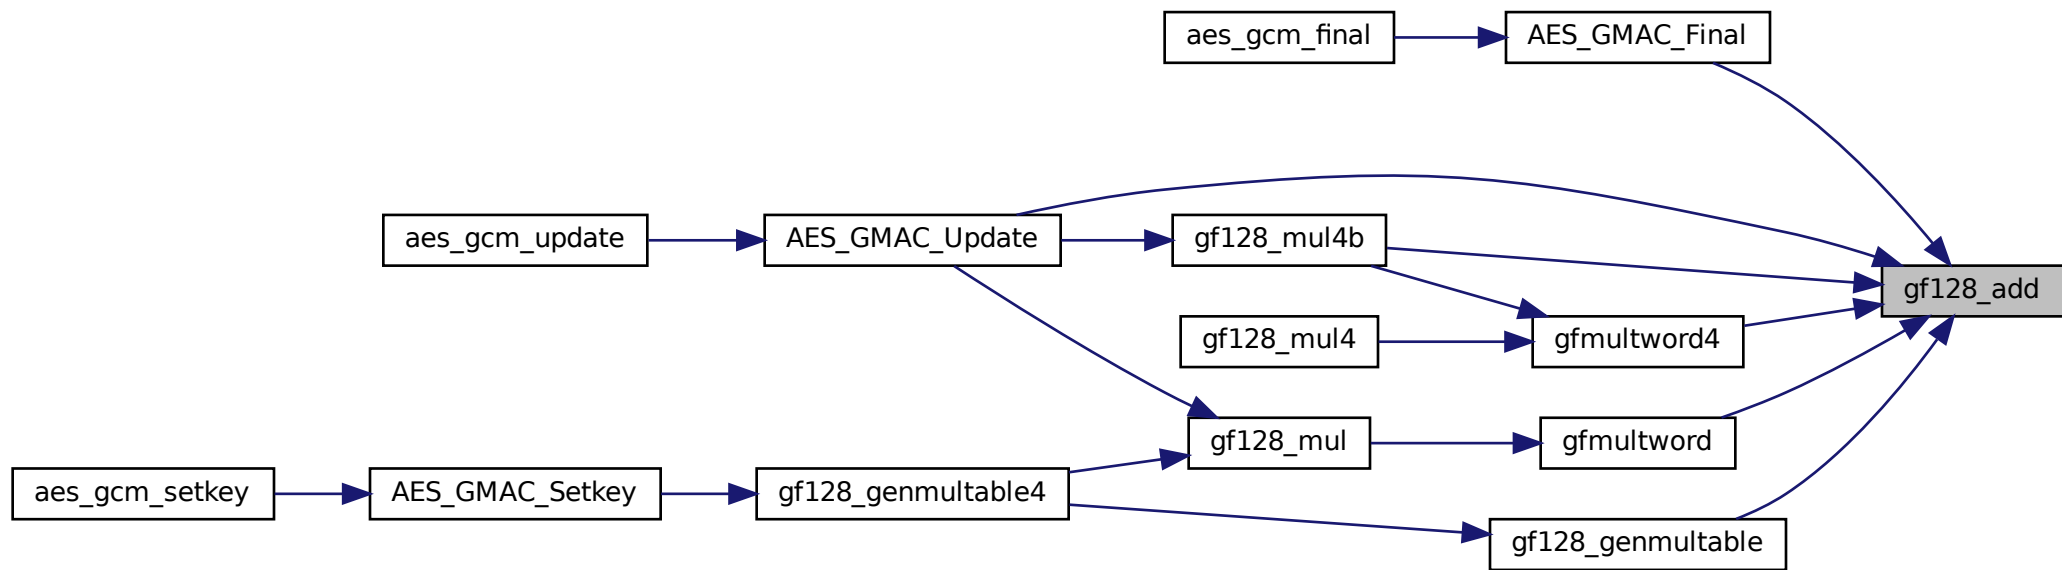 aes_gcm_final
AES_GMAC_Final
aes_gcm_update
AES_GMAC_Update
gf128_mul4b
gf128_add
gf128_mul4
gfmultword4
gf128_mul
gfmultword
aes_gcm_setkey
AES_GMAC_Setkey
gf128_genmultable4
gf128_genmultable